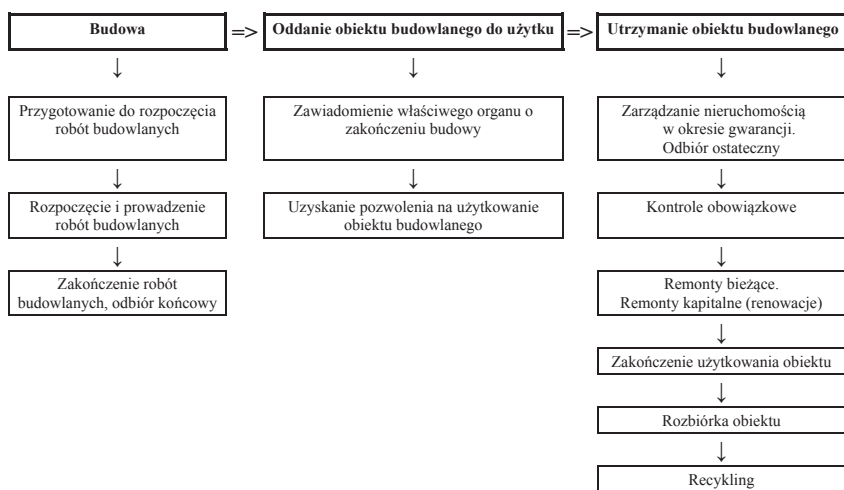 Budowa
=>
Oddanie obiektu budowlanego do użytku
=>
Utrzymanie obiektu budowlanego
↓
↓
↓
Przygotowanie do rozpoczęcia
robót budowlanych
Zawiadomienie właściwego organu o
zakończeniu budowy
Zarządzanie nieruchomością
w okresie gwarancji.
Odbiór ostateczny
↓
↓
↓
Rozpoczęcie i prowadzenie
robót budowlanych
Uzyskanie pozwolenia na użytkowanie
obiektu budowlanego
Kontrole obowiązkowe
↓
↓
Zakończenie robót
budowlanych, odbiór końcowy
Remonty bieżące.
Remonty kapitalne (renowacje)
↓
Zakończenie użytkowania obiektu
↓
Rozbiórka obiektu
↓
Recykling